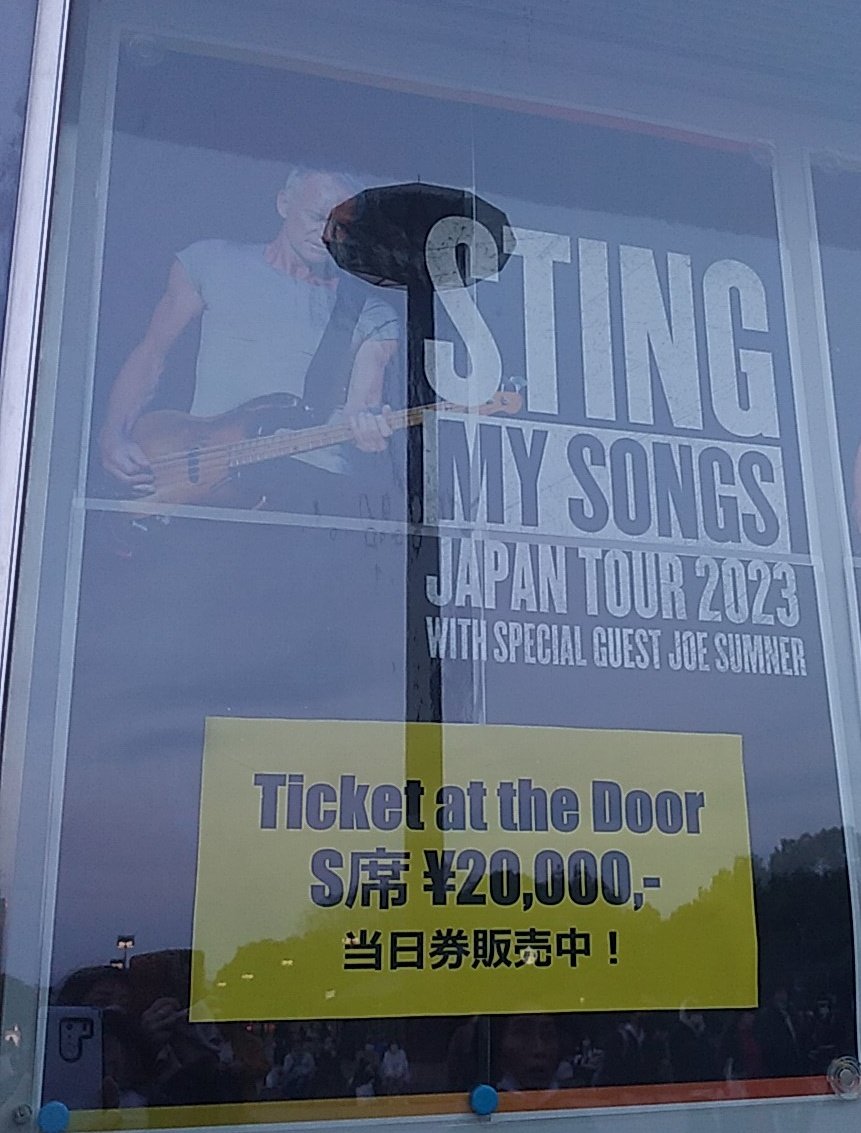 STING
MY SONGS
JAPAN TOUR 2023
WITH SPECIAL GUEST JOE SUMNER
Ticket at the Door
S席 ¥20,000,-
当日券販売中！